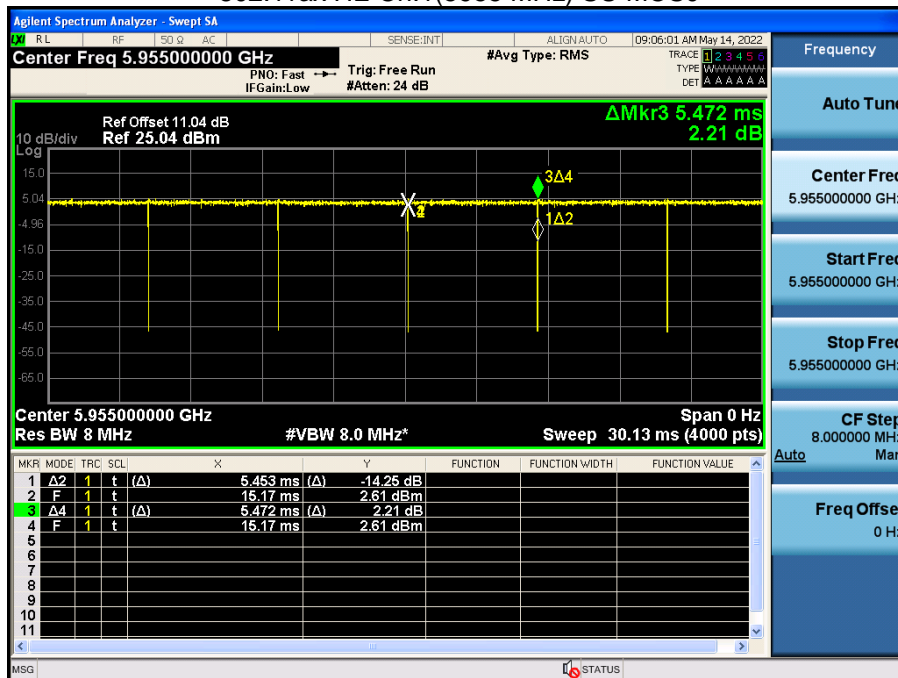 Agilent Spectrum Analyzer - Swept SA
LXI RL RF 50 Ω AC SENSE:INT ALIGN AUTO 09:06:01 AM May 14, 2022
Center Freq 5.955000000 GHz
PNO: Fast
IFGain:Low
Trig: Free Run
#Atten: 24 dB
#Avg Type: RMS
TRACE 1 2 3 4 5 6
TYPE WWWWWW
DET A A A A A A
Ref Offset 11.04 dB
10 dB/div Ref 25.04 dBm
Log
ΔMkr3 5.472 ms
2.21 dB
15.0
5.04
-4.96
-15.0
-25.0
-35.0
-45.0
-55.0
-65.0
3Δ4
1Δ2
Center 5.955000000 GHz Span 0 Hz
Res BW 8 MHz #VBW 8.0 MHz* Sweep 30.13 ms (4000 pts)
MKR MODE TRC SCL X Y FUNCTION FUNCTION WIDTH FUNCTION VALUE
1 Δ2 1 t (Δ) 5.453 ms (Δ) -14.25 dB
2 F 1 t 15.17 ms 2.61 dBm
3 Δ4 1 t (Δ) 5.472 ms (Δ) 2.21 dB
4 F 1 t 15.17 ms 2.61 dBm
5
6
7
8
9
10
11
MSG STATUS
Frequency
Auto Tune
Center Freq
5.955000000 GHz
Start Freq
5.955000000 GHz
Stop Freq
5.955000000 GHz
CF Step
8.000000 MHz
Auto Man
Freq Offset
0 Hz